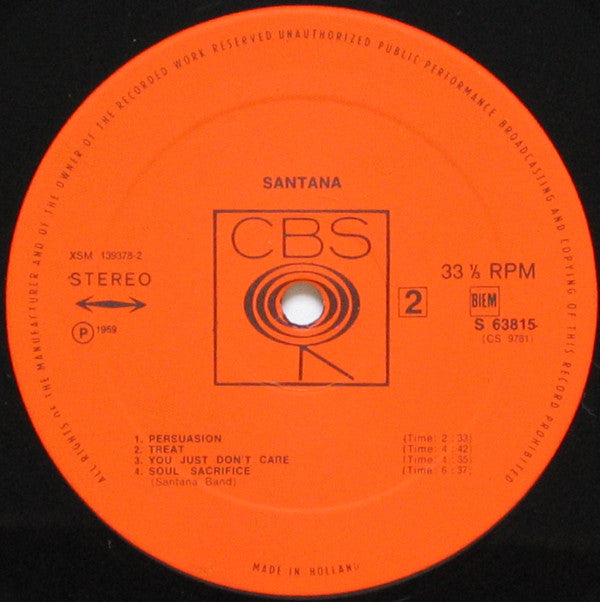 ALL RIGHTS OF THE MANUFACTURER AND OF THE OWNER OF THE RECORDED WORK RESERVED UNAUTHORIZED PUBLIC PERFORMANCE BROADCASTING AND COPYING OF THIS RECORD PROHIBITED
SANTANA
CBS
XSM 139378-2
STEREO
℗ 1969
33 ⅓ RPM
2 BIEM
S 63815
(CS 9781)
1. PERSUASION (Time: 2:33)
2. TREAT (Time: 4:42)
3. YOU JUST DON'T CARE (Time: 4:35)
4. SOUL SACRIFICE (Time: 6:37)
(Santana Band)
MADE IN HOLLAND